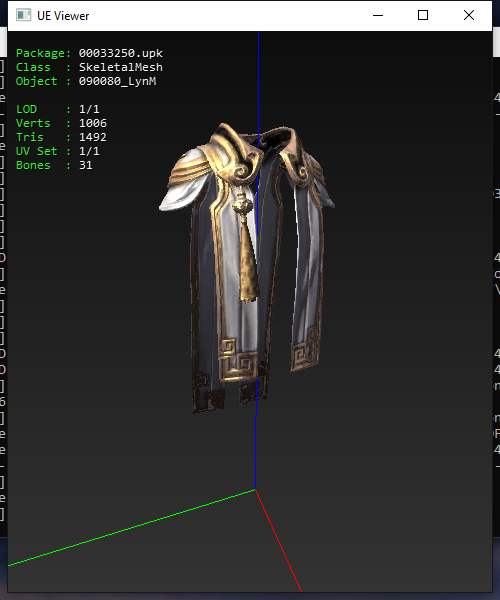 UE Viewer
Package: 00033250.upk
Class  : SkeletalMesh
Object : 090080_LynM
LOD    : 1/1
Verts  : 1006
Tris   : 1492
UV Set : 1/1
Bones  : 31